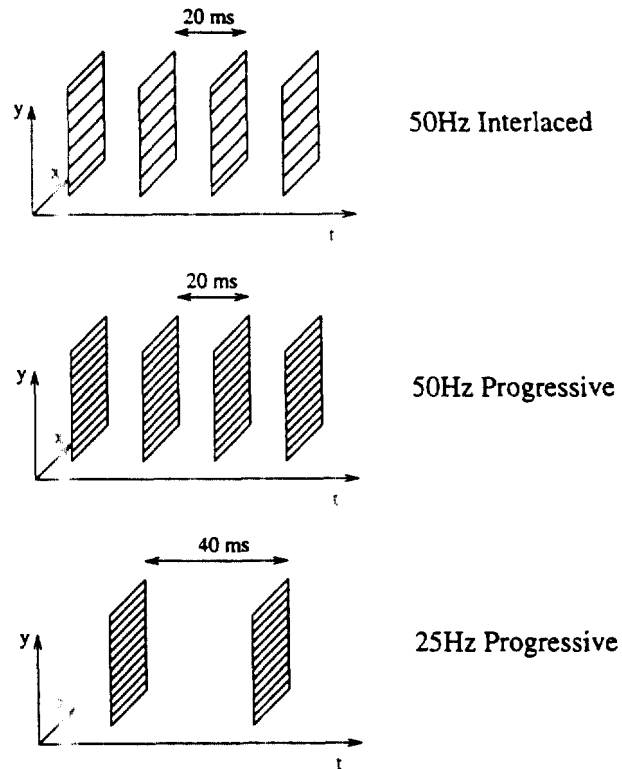 20 ms
y
50Hz Interlaced
x
t
20 ms
y
50Hz Progressive
x
t
40 ms
y
25Hz Progressive
t